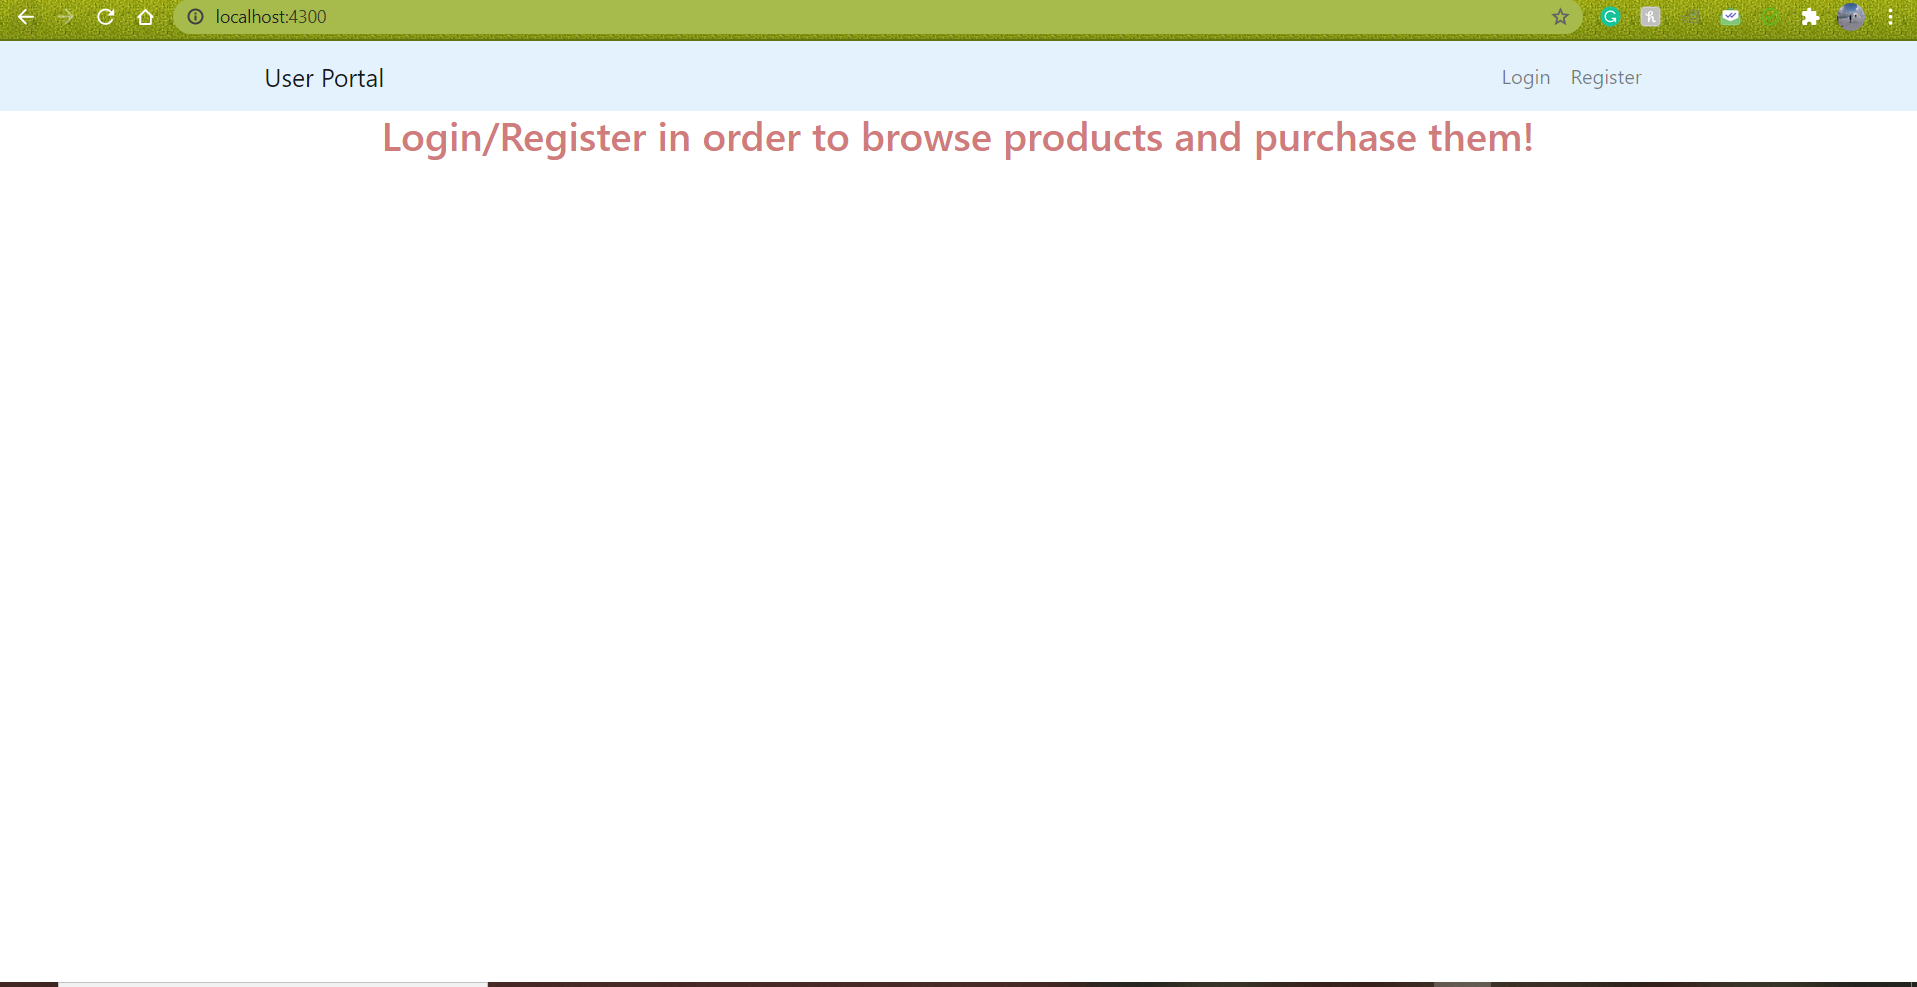 localhost:4300
User Portal
Login Register
Login/Register in order to browse products and purchase them!